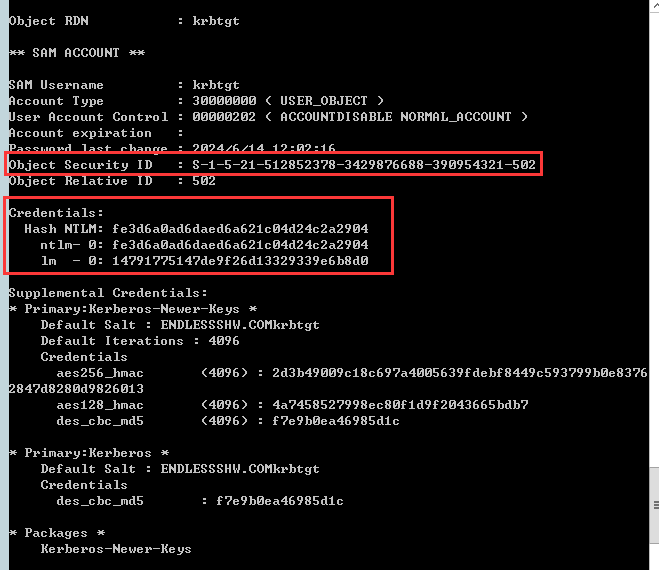 Object RDN           : krbtgt
** SAM ACCOUNT **
SAM Username         : krbtgt
Account Type         : 30000000 ( USER_OBJECT )
User Account Control : 00000202 ( ACCOUNTDISABLE NORMAL_ACCOUNT )
Account expiration   :
Password last change : 2024/6/14 12:02:16
Object Security ID   : S-1-5-21-512852378-3429876688-390954321-502
Object Relative ID   : 502
Credentials:
  Hash NTLM: fe3d6a0ad6daed6a621c04d24c2a2904
    ntlm- 0: fe3d6a0ad6daed6a621c04d24c2a2904
    lm  - 0: 14791775147de9f26d13329339e6b8d0
Supplemental Credentials:
* Primary:Kerberos-Newer-Keys *
    Default Salt : ENDLESSSHW.COMkrbtgt
    Default Iterations : 4096
    Credentials
      aes256_hmac       (4096) : 2d3b49009c18c697a4005639fdebf8449c593799b0e8376
2847d8280d9826013
      aes128_hmac       (4096) : 4a7458527998ec80f1d9f2043665bdb7
      des_cbc_md5       (4096) : f7e9b0ea46985d1c
* Primary:Kerberos *
    Default Salt : ENDLESSSHW.COMkrbtgt
    Credentials
      des_cbc_md5       : f7e9b0ea46985d1c
* Packages *
    Kerberos-Newer-Keys